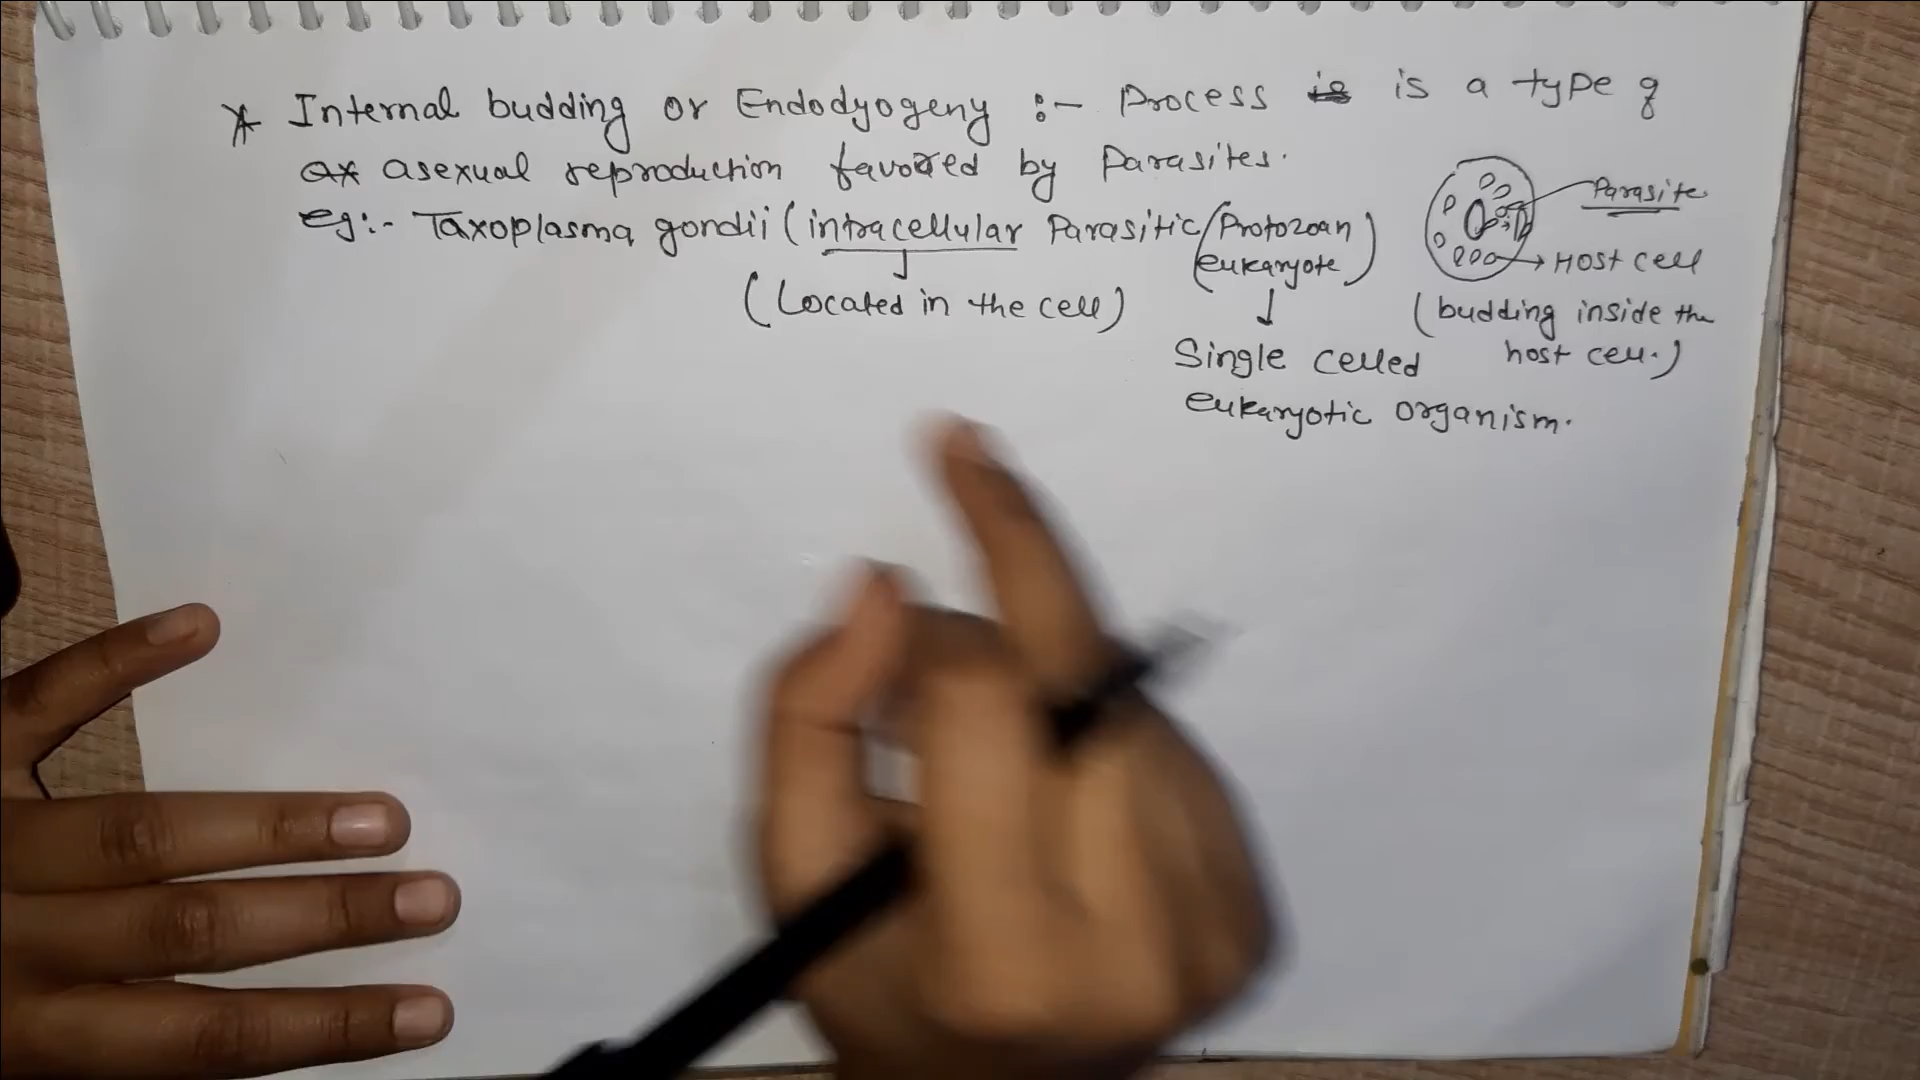 * Internal budding or Endodyogeny :- Process is is a type of
asexual reproduction favored by Parasites.
eg:- Taxoplasma gondii (intracellular Parasitic/Protozoan
eukaryote)
(Located in the cell)
Single celled
eukaryotic organism.
Parasite
Host cell
(budding inside the
host cell.)